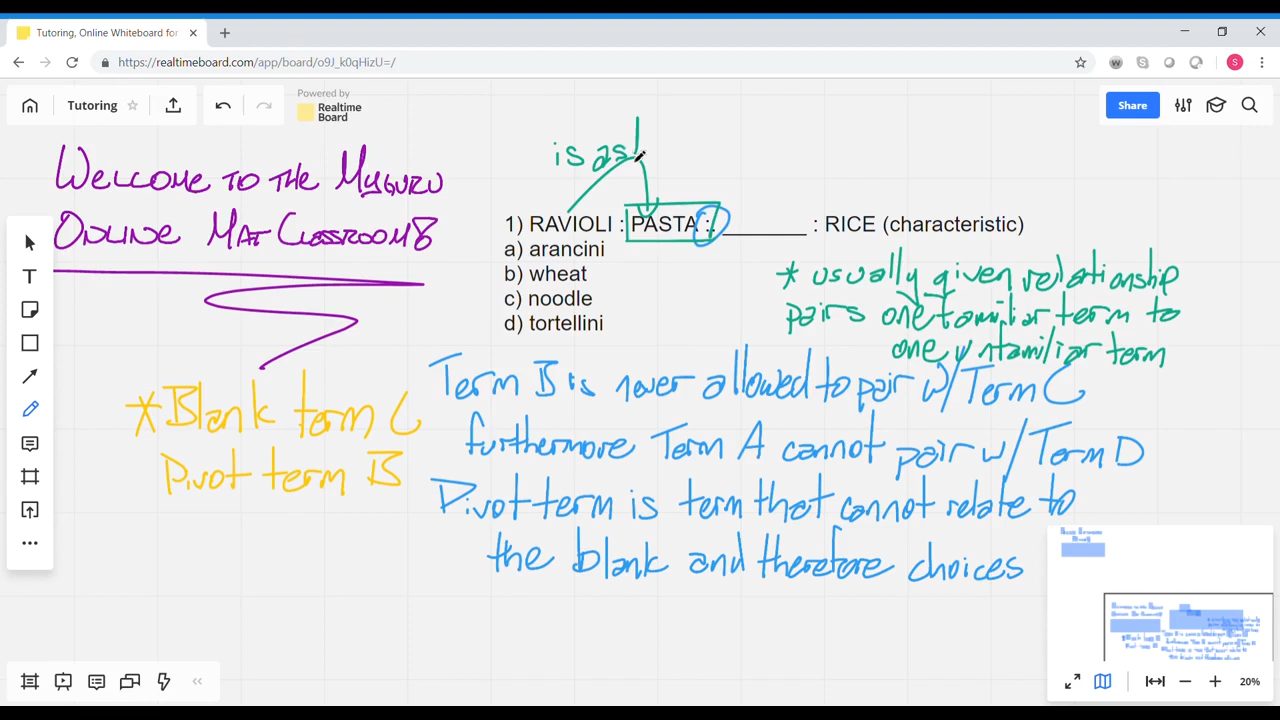 Tutoring, Online Whiteboard for
https://realtimeboard.com/app/board/o9J_k0qHizU=/
S
Tutoring
Powered by
Realtime
Board
Share
WELCOME TO THE MYGURU
ONLINE MAT CLASSROOM
is as
1) RAVIOLI : PASTA :: ________ : RICE (characteristic)
a) arancini
b) wheat
c) noodle
d) tortellini
* usually given relationship
pairs one familiar term to
one unfamiliar term
*Blank term C
Pivot term B
Term B is never allowed to pair w/ Term C
furthermore Term A cannot pair w/ Term D
Pivot term is term that cannot relate to
the blank and therefore choices
20%